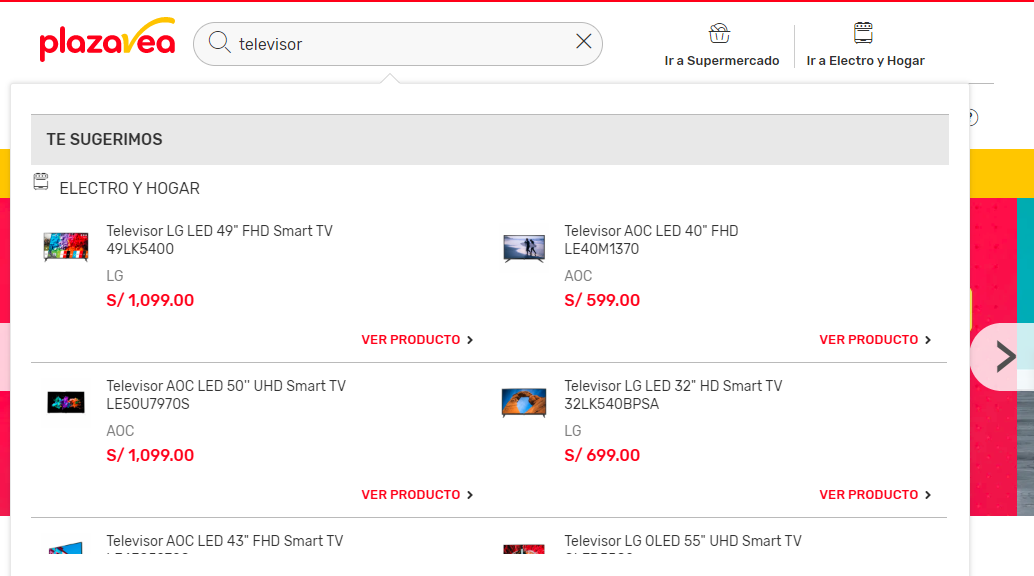 plazavea
televisor
Ir a Supermercado
Ir a Electro y Hogar
?
TE SUGERIMOS
ELECTRO Y HOGAR
Televisor LG LED 49" FHD Smart TV
49LK5400
LG
S/ 1,099.00
VER PRODUCTO
Televisor AOC LED 40" FHD
LE40M1370
AOC
S/ 599.00
VER PRODUCTO
Televisor AOC LED 50'' UHD Smart TV
LE50U7970S
AOC
S/ 1,099.00
VER PRODUCTO
Televisor LG LED 32" HD Smart TV
32LK540BPSA
LG
S/ 699.00
VER PRODUCTO
Televisor AOC LED 43" FHD Smart TV
Televisor LG OLED 55" UHD Smart TV